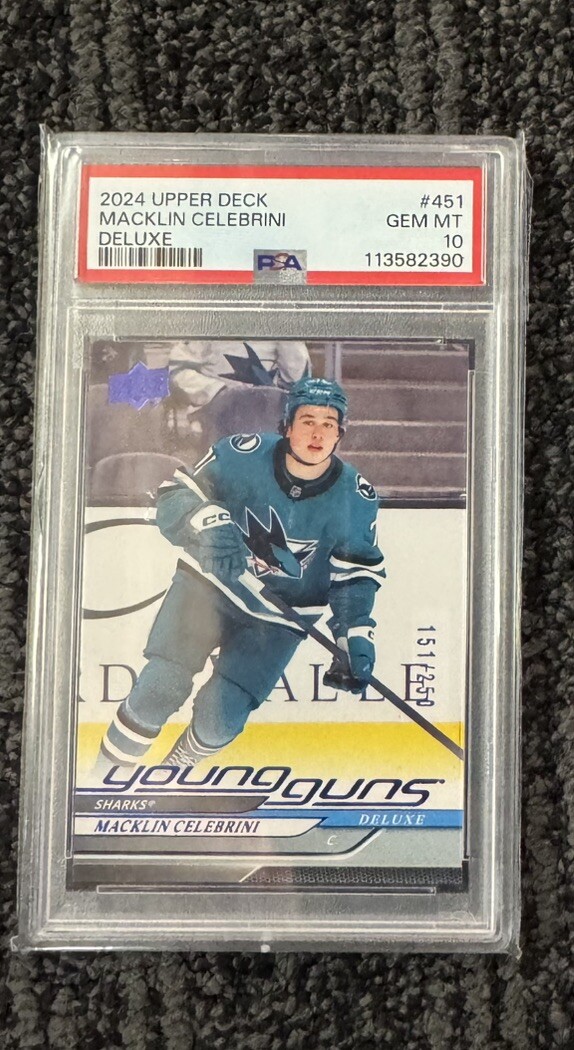 2024 UPPER DECK #451
MACKLIN CELEBRINI GEM MT
DELUXE 10
PSA 113582390
CCM
151/250
young guns
SHARKS®
DELUXE
MACKLIN CELEBRINI
C